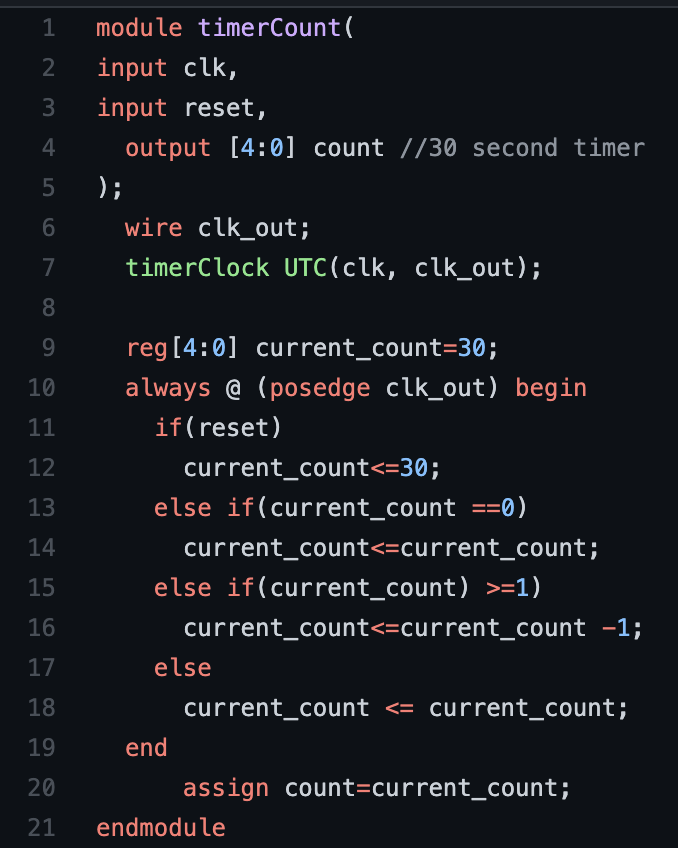 1 module timerCount(
2 input clk,
3 input reset,
4 output [4:0] count //30 second timer
5 );
6 wire clk_out;
7 timerClock UTC(clk, clk_out);
8
9 reg[4:0] current_count=30;
10 always @ (posedge clk_out) begin
11 if(reset)
12 current_count<=30;
13 else if(current_count ==0)
14 current_count<=current_count;
15 else if(current_count) >=1)
16 current_count<=current_count -1;
17 else
18 current_count <= current_count;
19 end
20 assign count=current_count;
21 endmodule